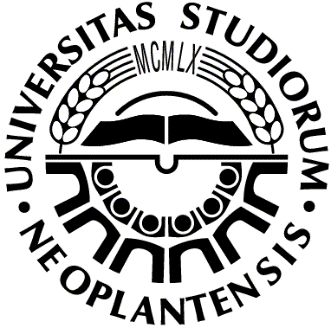 UNIVERSITAS STUDIORUM
MCMLX
• NEOPLANTENSIS •